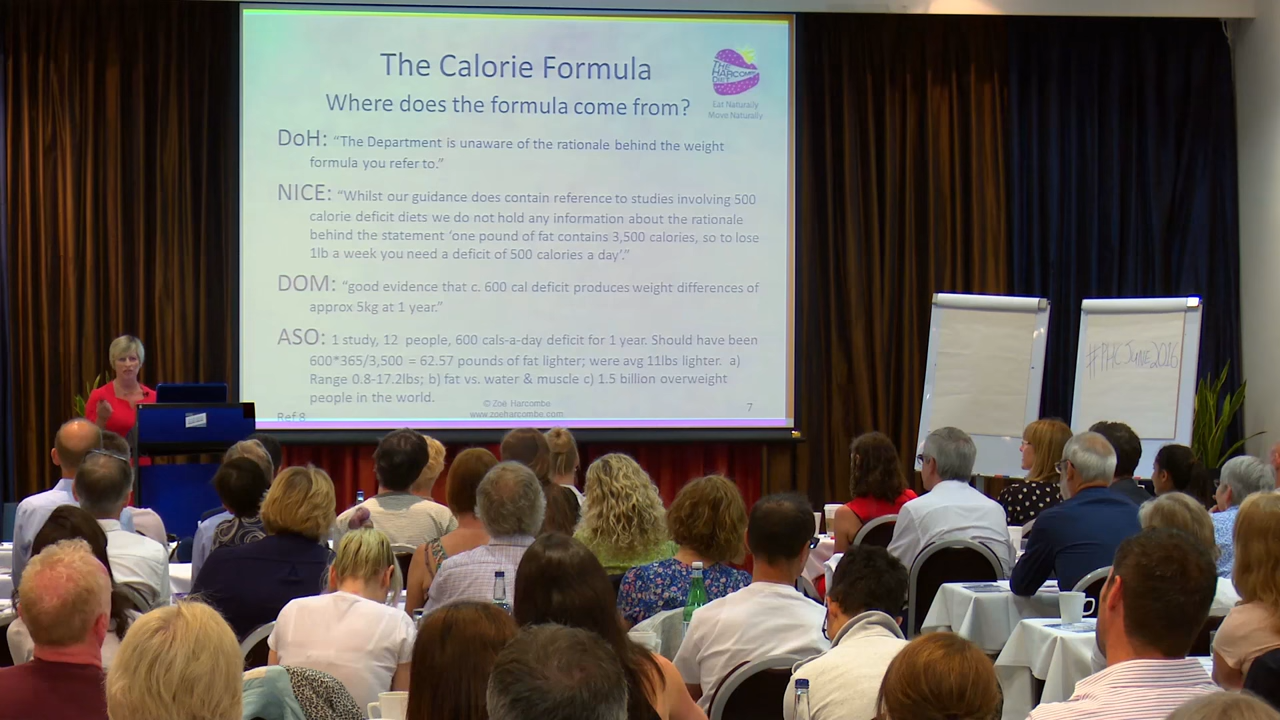 The Calorie Formula
THE
HARCOMBE
DIET
Eat Naturally
Move Naturally
Where does the formula come from?
DoH: “The Department is unaware of the rationale behind the weight
formula you refer to.”
NICE: “Whilst our guidance does contain reference to studies involving 500
calorie deficit diets we do not hold any information about the rationale
behind the statement ‘one pound of fat contains 3,500 calories, so to lose
1lb a week you need a deficit of 500 calories a day’.”
DOM: “good evidence that c. 600 cal deficit produces weight differences of
approx 5kg at 1 year.”
ASO: 1 study, 12 people, 600 cals-a-day deficit for 1 year. Should have been
600*365/3,500 = 62.57 pounds of fat lighter; were avg 11lbs lighter. a)
Range 0.8-17.2lbs; b) fat vs. water & muscle c) 1.5 billion overweight
people in the world.
Ref 8
© Zoë Harcombe
www.zoeharcombe.com
7
#PHCJune2016